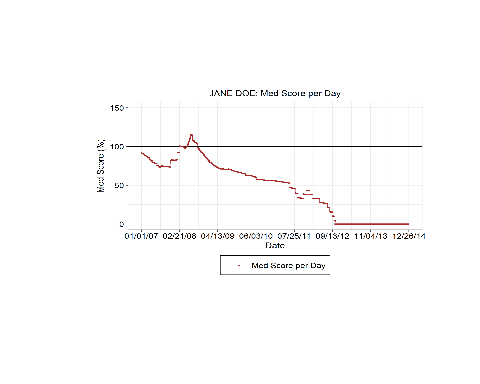 JANE DOE: Med Score per Day
150
100
50
0
Med Score (%)
01/01/07 02/21/08 04/13/09 06/03/10 07/25/11 09/13/12 11/04/13 12/26/14
Date
Med Score per Day